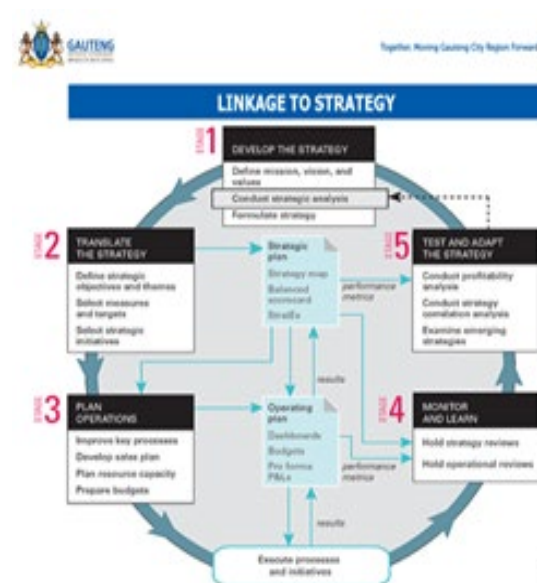 GAUTENG
Together, Moving Gauteng City Region Forward
LINKAGE TO STRATEGY
STAGE 1
DEVELOP THE STRATEGY
Define mission, vision, and
values
Conduct strategic analysis
Formulate strategy
STAGE 2
TRANSLATE
THE STRATEGY
Define strategic
objectives and themes
Select measures
and targets
Select strategic
initiatives
Strategic
plan
Strategy map
Balanced
scorecard
StratEx
performance
metrics
STAGE 5
TEST AND ADAPT
THE STRATEGY
Conduct profitability
analysis
Conduct strategy
correlation analysis
Examine emerging
strategies
results
STAGE 3
PLAN
OPERATIONS
Improve key processes
Develop sales plan
Plan resource capacity
Prepare budgets
Operating
plan
Dashboards
Budgets
Pro forma
P&Ls
performance
metrics
STAGE 4
MONITOR
AND LEARN
Hold strategy reviews
Hold operational reviews
results
Execute processes
and initiatives